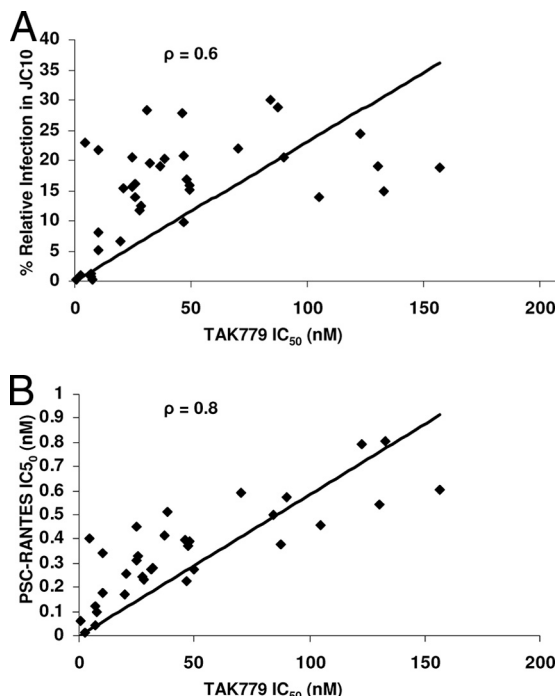 A
ρ = 0.6
% Relative Infection in JC10
40
35
30
25
20
15
10
5
0
0 50 100 150 200
TAK779 IC₅₀ (nM)
B
ρ = 0.8
PSC-RANTES IC5₀ (nM)
1
0.9
0.8
0.7
0.6
0.5
0.4
0.3
0.2
0.1
0
0 50 100 150 200
TAK779 IC₅₀ (nM)